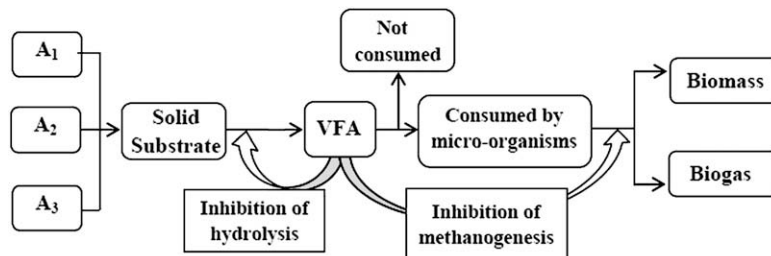 A₁
A₂
A₃
Solid
Substrate
VFA
Not
consumed
Consumed by
micro-organisms
Biomass
Biogas
Inhibition of
hydrolysis
Inhibition of
methanogenesis